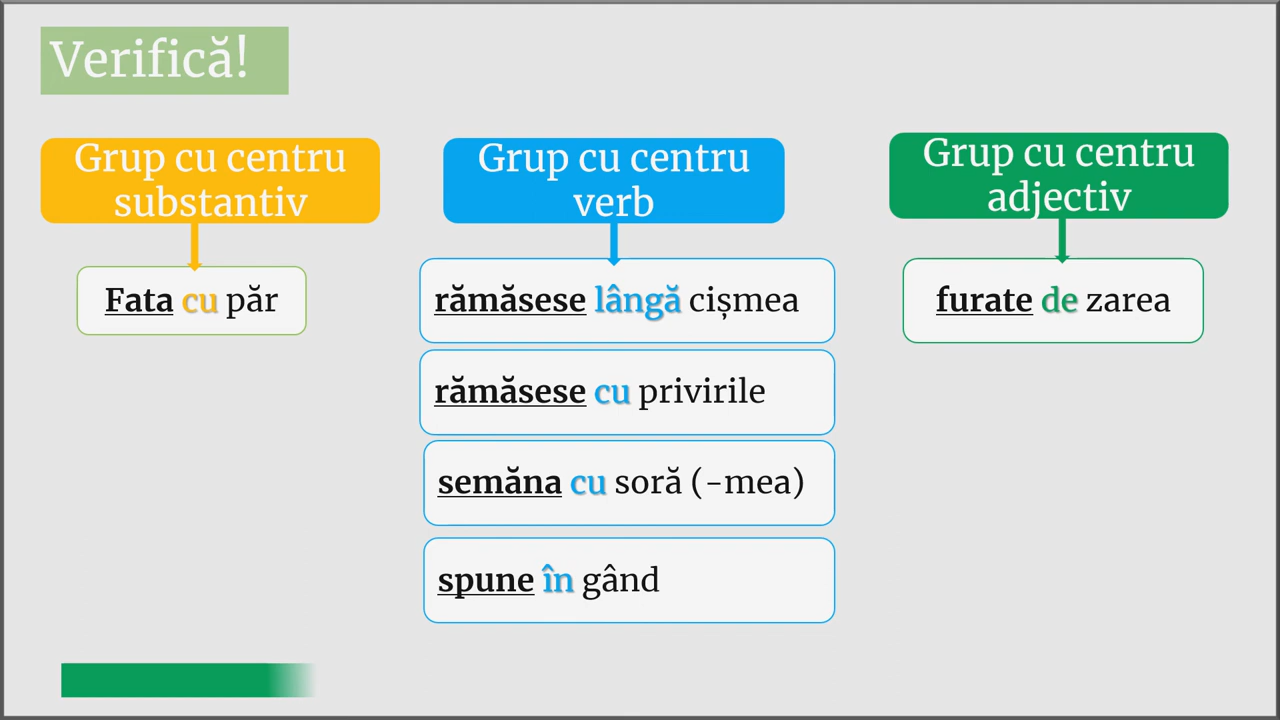 Verifică!
Grup cu centru
substantiv
Fata cu păr
Grup cu centru
verb
rămăsese lângă cișmea
rămăsese cu privirile
semăna cu soră (-mea)
spune în gând
Grup cu centru
adjectiv
furate de zarea